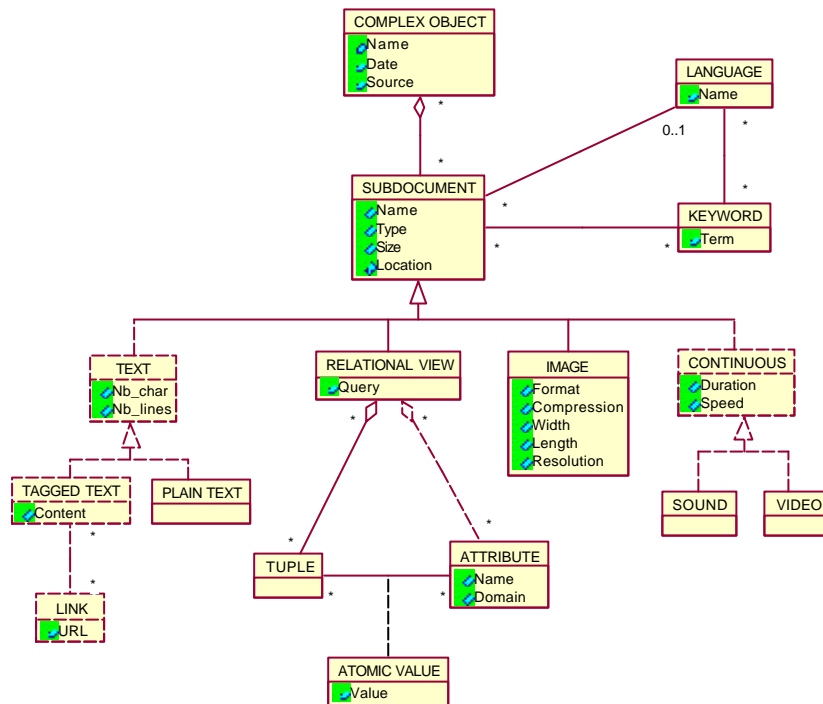 COMPLEX OBJECT
Name
Date
Source
*
*
LANGUAGE
Name
0..1
*
*
*
SUBDOCUMENT
Name
Type
Size
Location
KEYWORD
Term
*
*
TEXT
Nb_char
Nb_lines
RELATIONAL VIEW
Query
IMAGE
Format
Compression
Width
Length
Resolution
CONTINUOUS
Duration
Speed
*
*
TAGGED TEXT
Content
PLAIN TEXT
SOUND
VIDEO
*
*
*
*
TUPLE
ATTRIBUTE
Name
Domain
*
*
LINK
URL
ATOMIC VALUE
Value